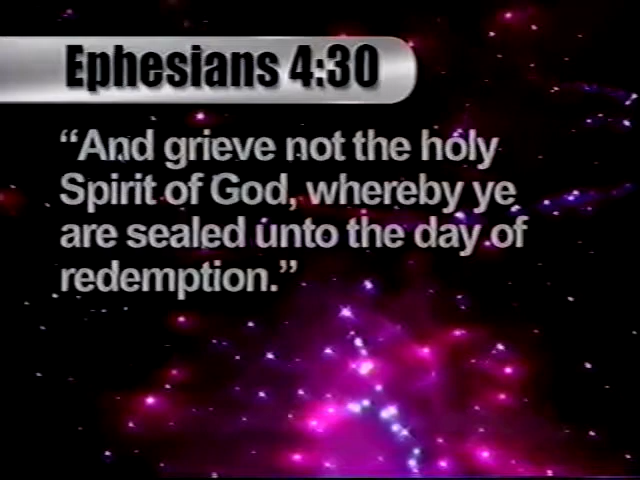 Ephesians 4:30
“And grieve not the holy
Spirit of God, whereby ye
are sealed unto the day of
redemption.”